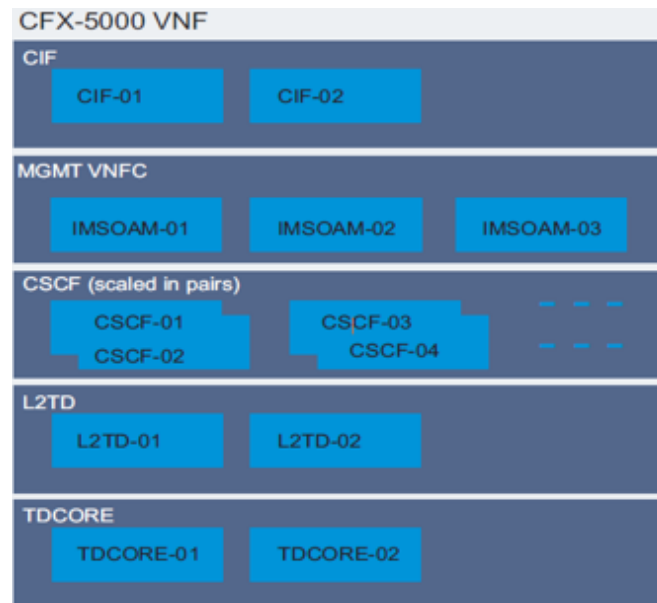 CFX-5000 VNF
CIF
CIF-01 CIF-02
MGMT VNFC
IMSOAM-01 IMSOAM-02 IMSOAM-03
CSCF (scaled in pairs)
CSCF-01 CSCF-03
CSCF-02 CSCF-04
L2TD
L2TD-01 L2TD-02
TDCORE
TDCORE-01 TDCORE-02